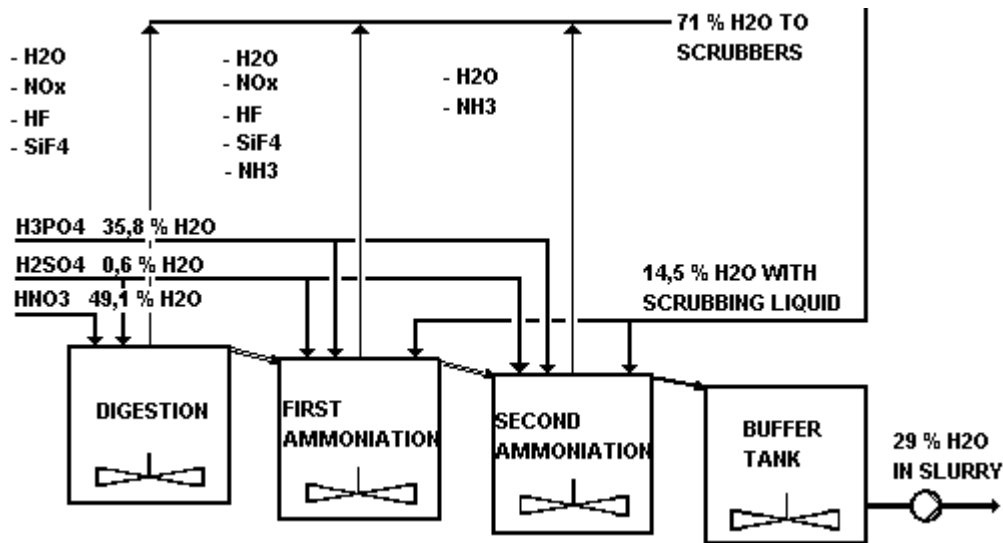 71 % H2O TO
SCRUBBERS
- H2O
- NOx
- HF
- SiF4
- H2O
- NOx
- HF
- SiF4
- NH3
- H2O
- NH3
H3PO4 35,8 % H2O
H2SO4 0,6 % H2O
HNO3 49,1 % H2O
14,5 % H2O WITH
SCRUBBING LIQUID
DIGESTION
FIRST
AMMONIATION
SECOND
AMMONIATION
BUFFER
TANK
29 % H2O
IN SLURRY